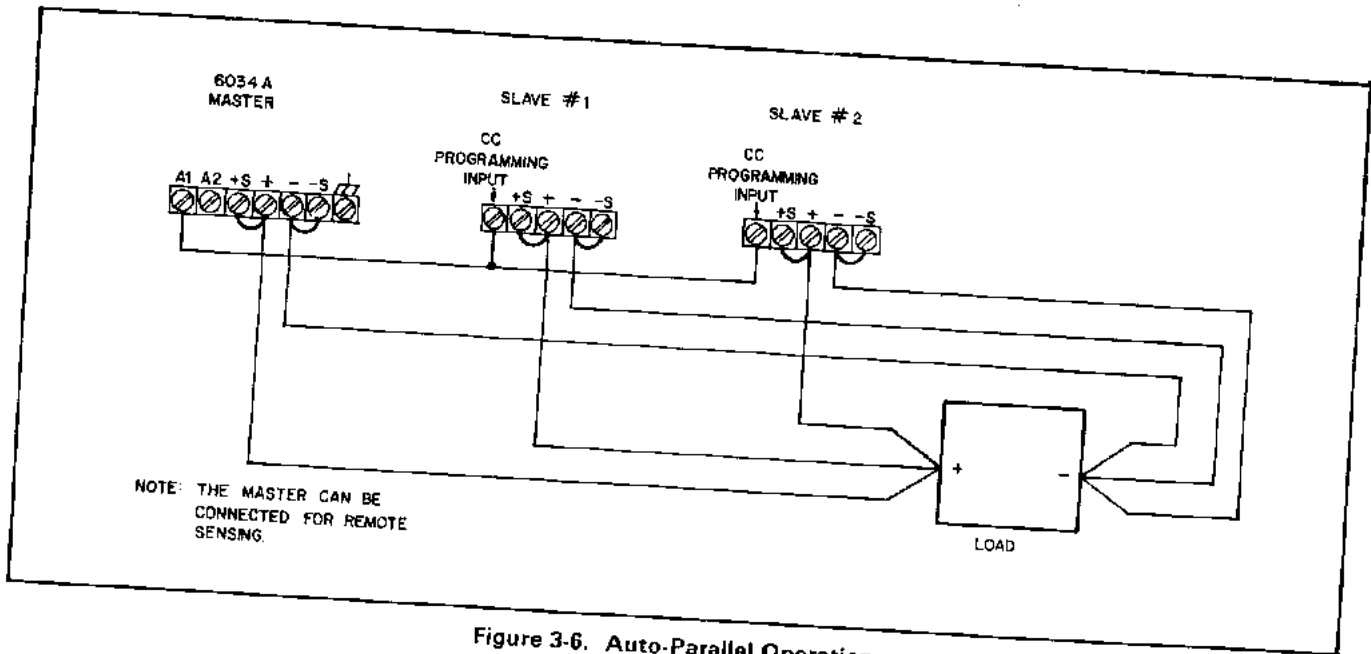 6034A
MASTER
A1 A2 +S + - -S
SLAVE #1
CC
PROGRAMMING
INPUT
+S + - -S
SLAVE #2
CC
PROGRAMMING
INPUT
+S + - -S
+ -
LOAD
NOTE: THE MASTER CAN BE
CONNECTED FOR REMOTE
SENSING.
Figure 3-6. Auto-Parallel Operation